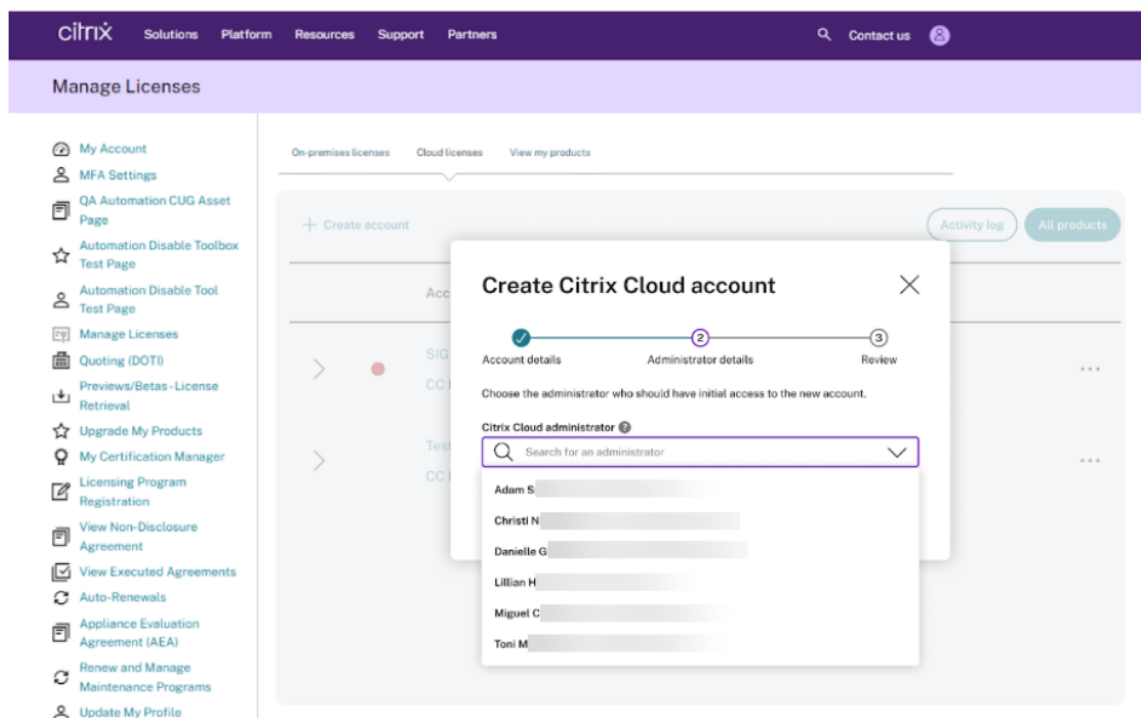 citrix
Solutions Platform Resources Support Partners
Contact us
Manage Licenses
My Account
MFA Settings
QA Automation CUG Asset
Page
Automation Disable Toolbox
Test Page
Automation Disable Tool
Test Page
Manage Licenses
Quoting (DOTI)
Previews/Betas-License
Retrieval
Upgrade My Products
My Certification Manager
Licensing Program
Registration
View Non-Disclosure
Agreement
View Executed Agreements
Auto-Renewals
Appliance Evaluation
Agreement (AEA)
Renew and Manage
Maintenance Programs
Update My Profile
On-premises licenses Cloud licenses View my products
+ Create account
Activity log All products
Acc
SIG
CC
Test
CC
Create Citrix Cloud account
2 3
Account details Administrator details Review
Choose the administrator who should have initial access to the new account.
Citrix Cloud administrator ?
Search for an administrator
Adam S
Christi N
Danielle G
Lillian H
Miguel C
Toni M